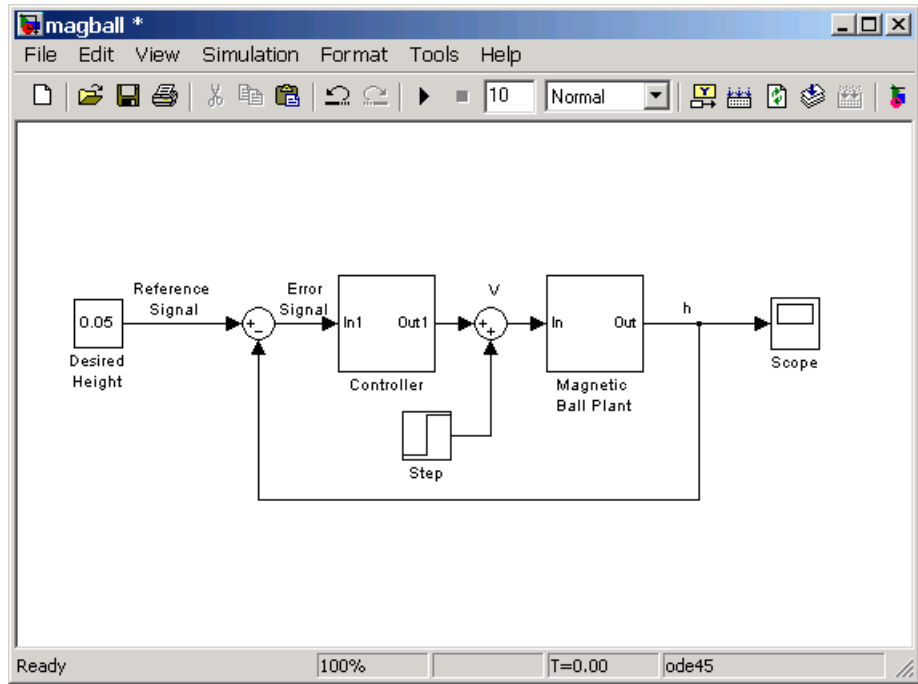 magball *
File Edit View Simulation Format Tools Help
10 Normal
Reference
Signal
Error
Signal
V
h
0.05
+
−
In1 Out1
+
+
In Out
Desired
Height
Controller
Magnetic
Ball Plant
Scope
Step
Ready 100% T=0.00 ode45